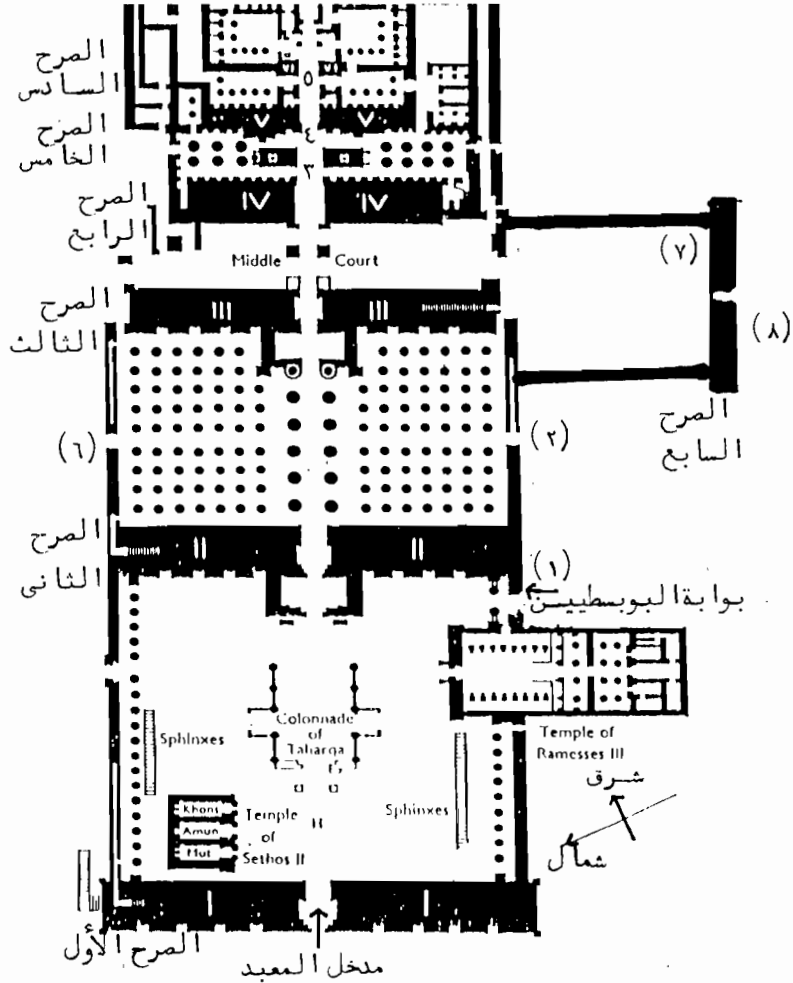 الصرح
السادس
٥
V V
الصرح
الخامس
٤
٣
الصرح
الرابع
IV IV
(٧)
Middle Court
(٨)
الصرح
الثالث
III III
الصرح
السابع
(٦)
(٢)
الصرح
الثانى
II II
(١)
بوابة البوبسطيين
Colonnade
of
Taharqa
Sphinxes
Temple of
Ramesses III
شرق
شمال
Sphinxes
Khons
Amun
Mut
Temple
of
Sethos II
I I
الصرح الأول
مدخل المعبد